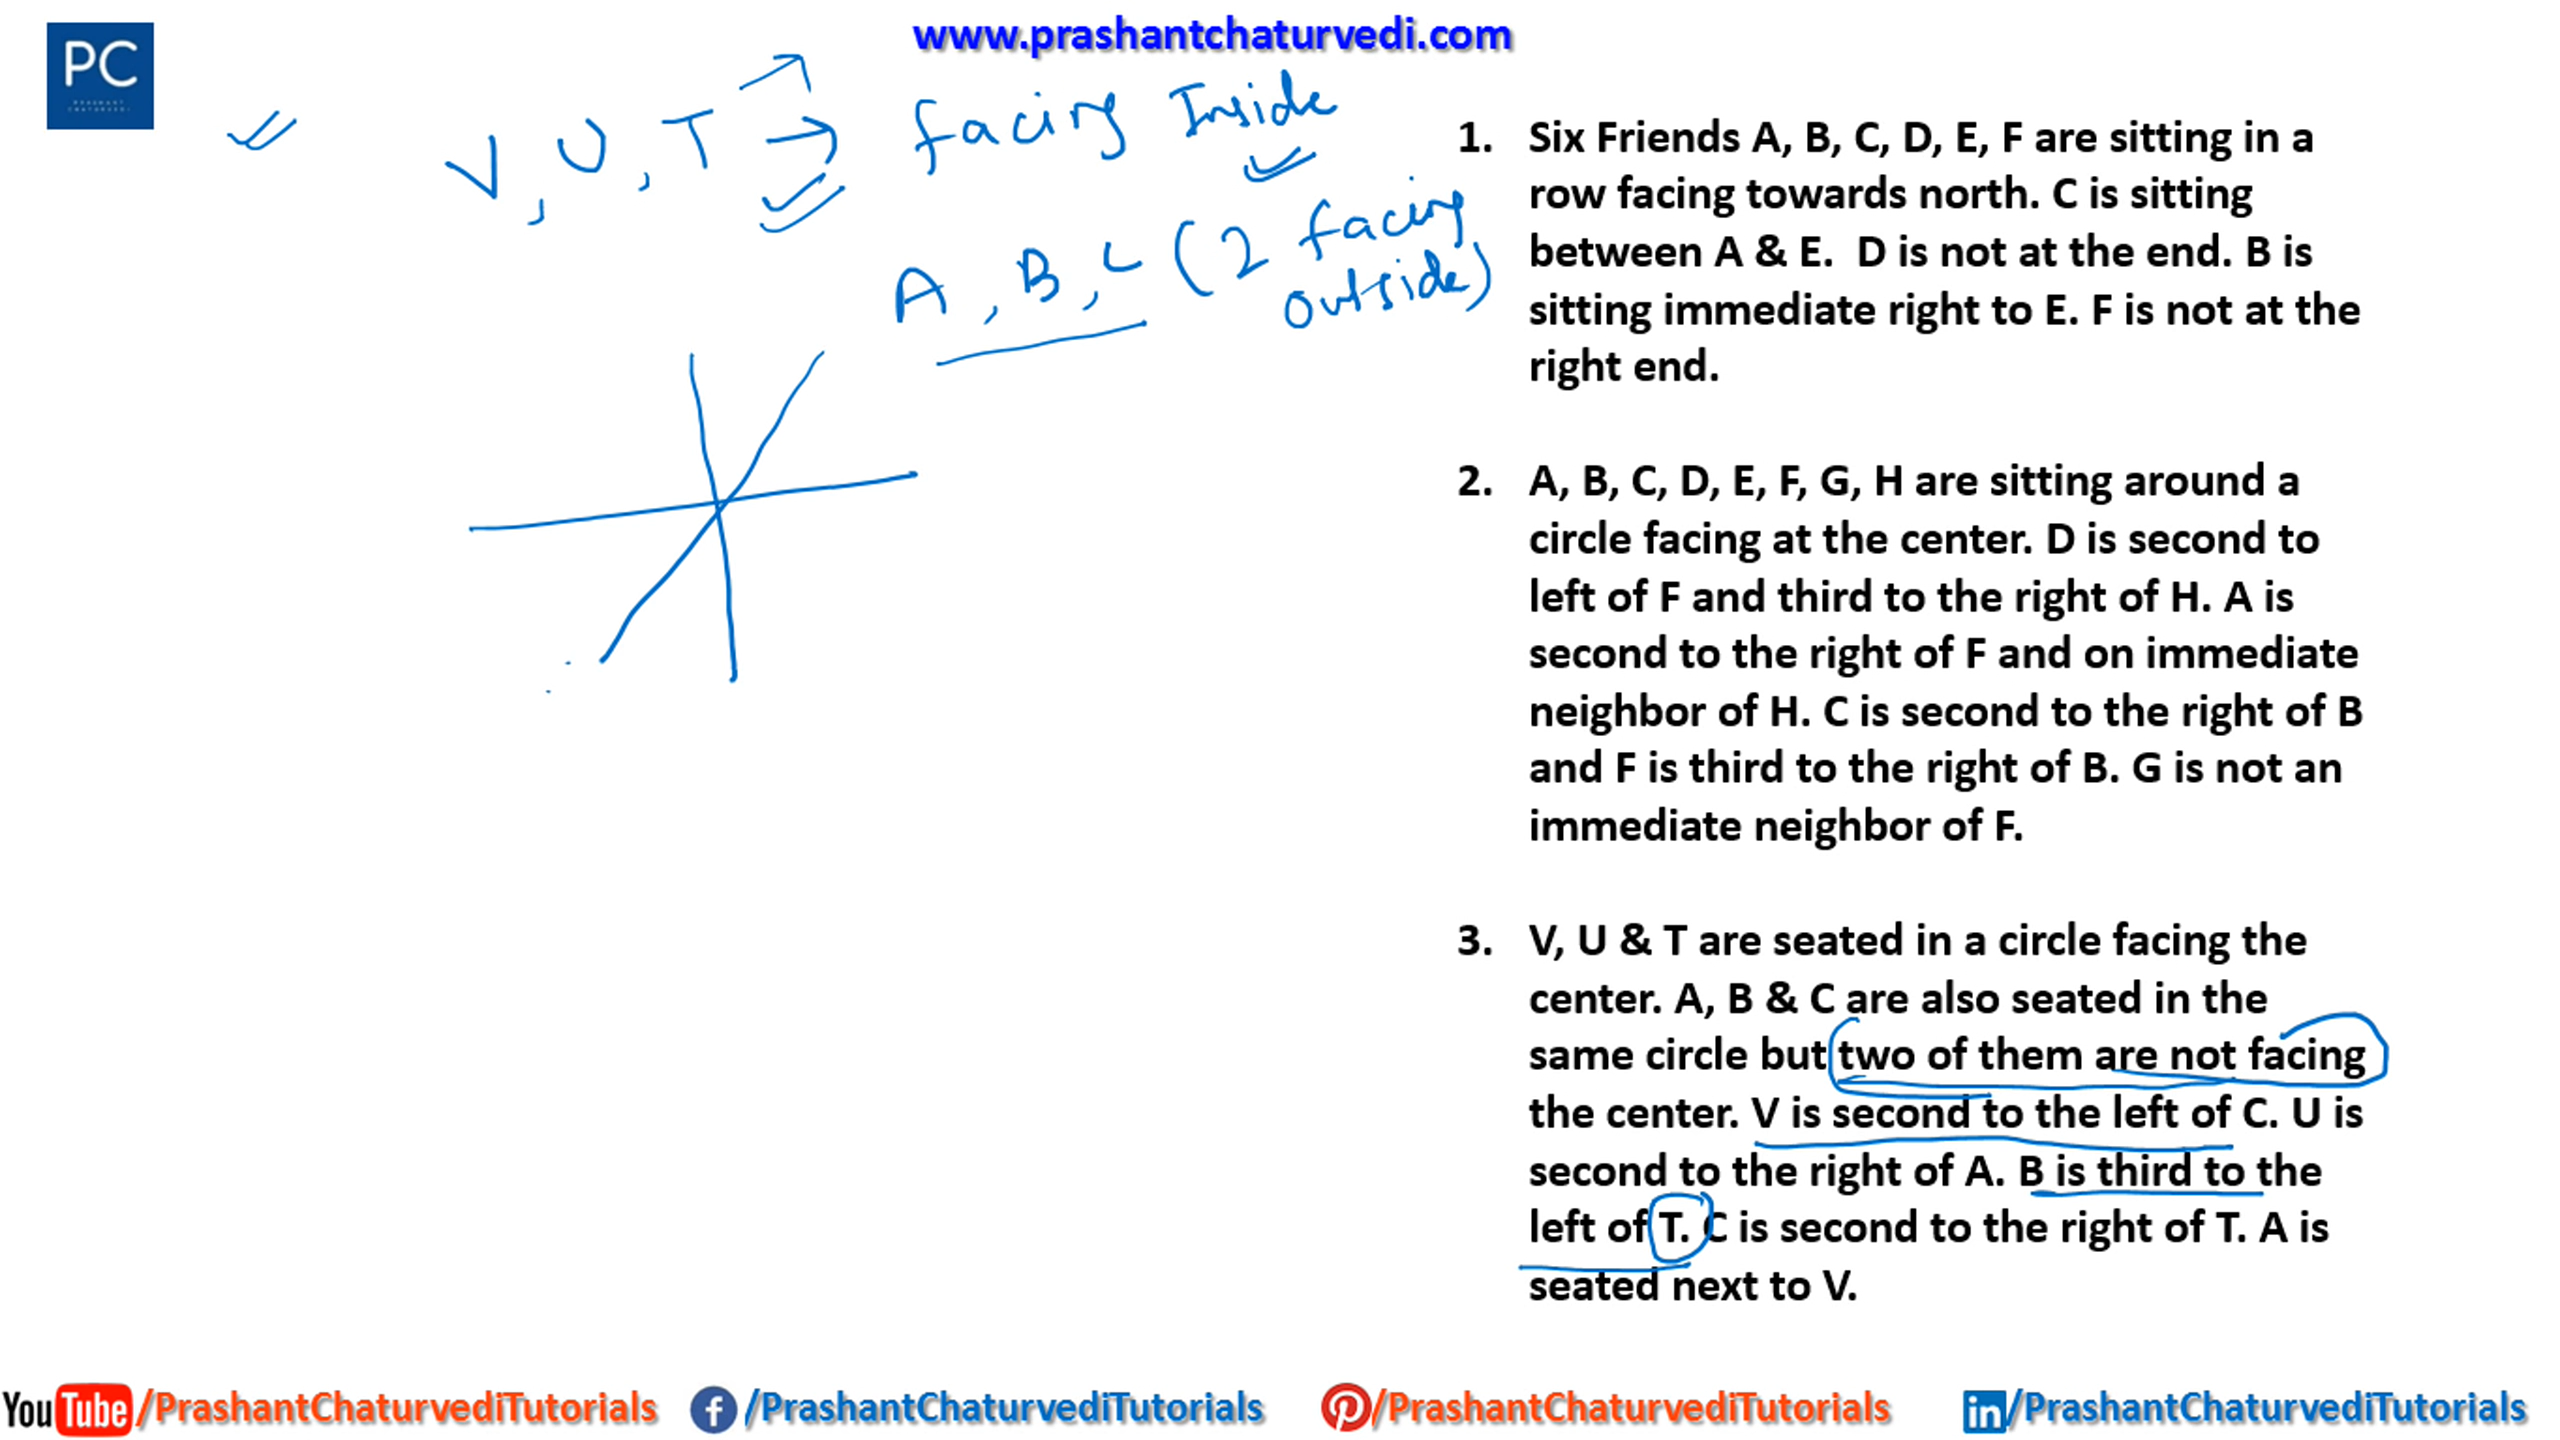 www.prashantchaturvedi.com
PC
PRASHANT
CHATURVEDI
V, U, T → facing Inside
A, B, C (2 facing
outside)
1. Six Friends A, B, C, D, E, F are sitting in a
row facing towards north. C is sitting
between A & E. D is not at the end. B is
sitting immediate right to E. F is not at the
right end.
2. A, B, C, D, E, F, G, H are sitting around a
circle facing at the center. D is second to
left of F and third to the right of H. A is
second to the right of F and on immediate
neighbor of H. C is second to the right of B
and F is third to the right of B. G is not an
immediate neighbor of F.
3. V, U & T are seated in a circle facing the
center. A, B & C are also seated in the
same circle but two of them are not facing
the center. V is second to the left of C. U is
second to the right of A. B is third to the
left of T. C is second to the right of T. A is
seated next to V.
YouTube/PrashantChaturvediTutorials f/PrashantChaturvediTutorials /PrashantChaturvediTutorials in/PrashantChaturvediTutorials